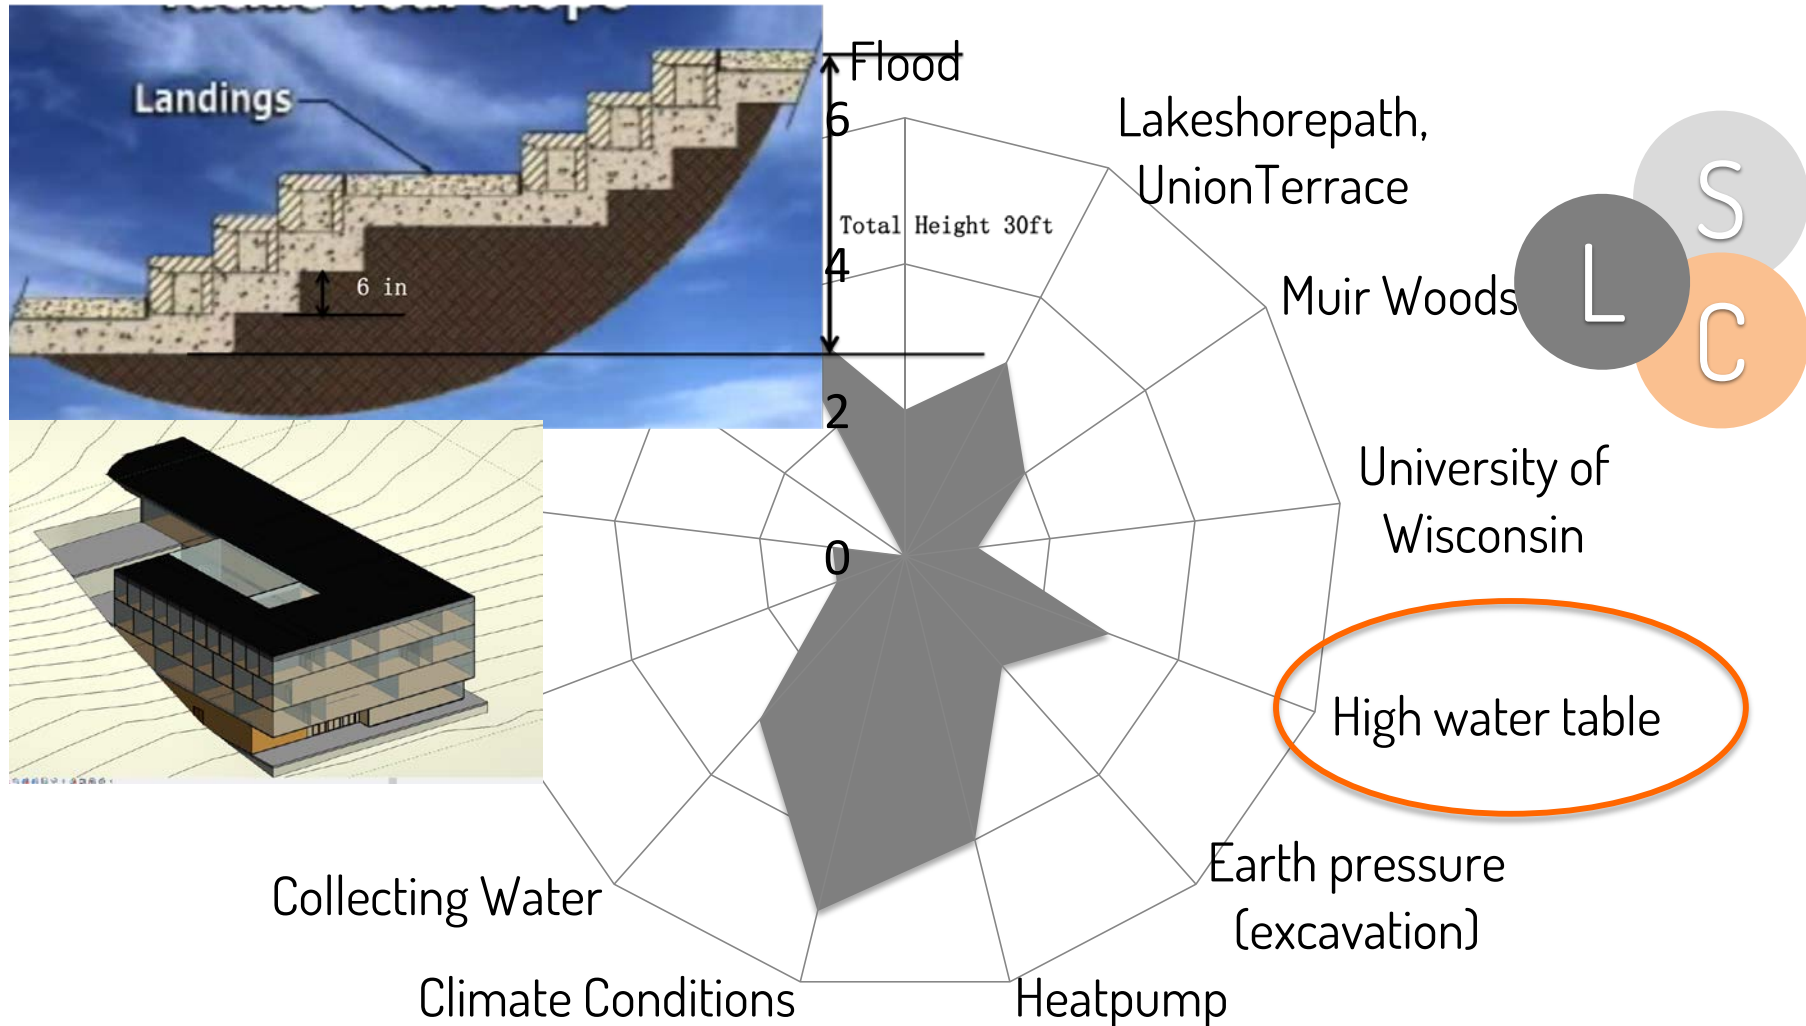 Landings
6 in
Flood
6
Total Height 30ft
4
2
0
Lakeshorepath,
UnionTerrace
Muir Woods
S
L
C
University of
Wisconsin
High water table
Earth pressure
(excavation)
Heatpump
Climate Conditions
Collecting Water